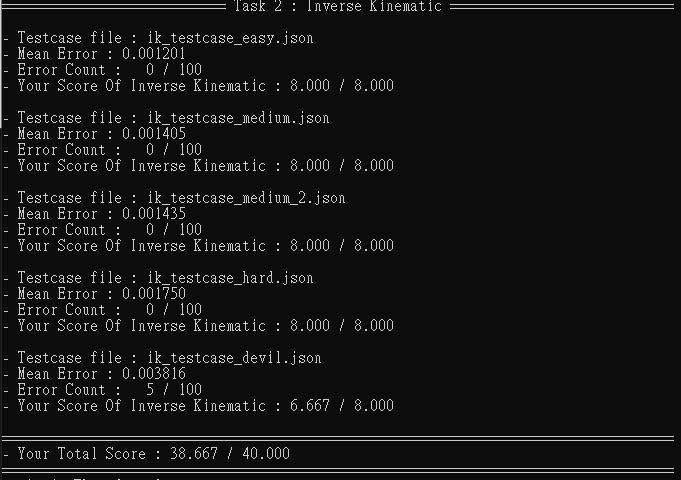 Task 2 : Inverse Kinematic
- Testcase file : ik_testcase_easy.json
- Mean Error : 0.001201
- Error Count :   0 / 100
- Your Score Of Inverse Kinematic : 8.000 / 8.000
- Testcase file : ik_testcase_medium.json
- Mean Error : 0.001405
- Error Count :   0 / 100
- Your Score Of Inverse Kinematic : 8.000 / 8.000
- Testcase file : ik_testcase_medium_2.json
- Mean Error : 0.001435
- Error Count :   0 / 100
- Your Score Of Inverse Kinematic : 8.000 / 8.000
- Testcase file : ik_testcase_hard.json
- Mean Error : 0.001750
- Error Count :   0 / 100
- Your Score Of Inverse Kinematic : 8.000 / 8.000
- Testcase file : ik_testcase_devil.json
- Mean Error : 0.003816
- Error Count :   5 / 100
- Your Score Of Inverse Kinematic : 6.667 / 8.000
- Your Total Score : 38.667 / 40.000